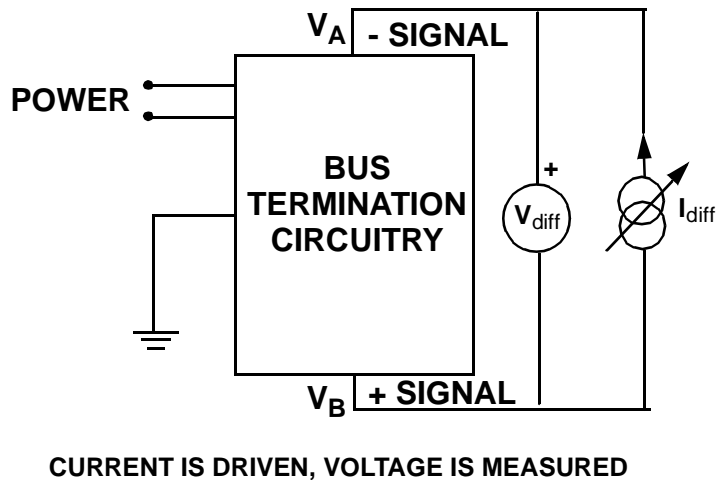 VA - SIGNAL
POWER
BUS
TERMINATION
CIRCUITRY
+
Vdiff
Idiff
VB + SIGNAL
CURRENT IS DRIVEN, VOLTAGE IS MEASURED